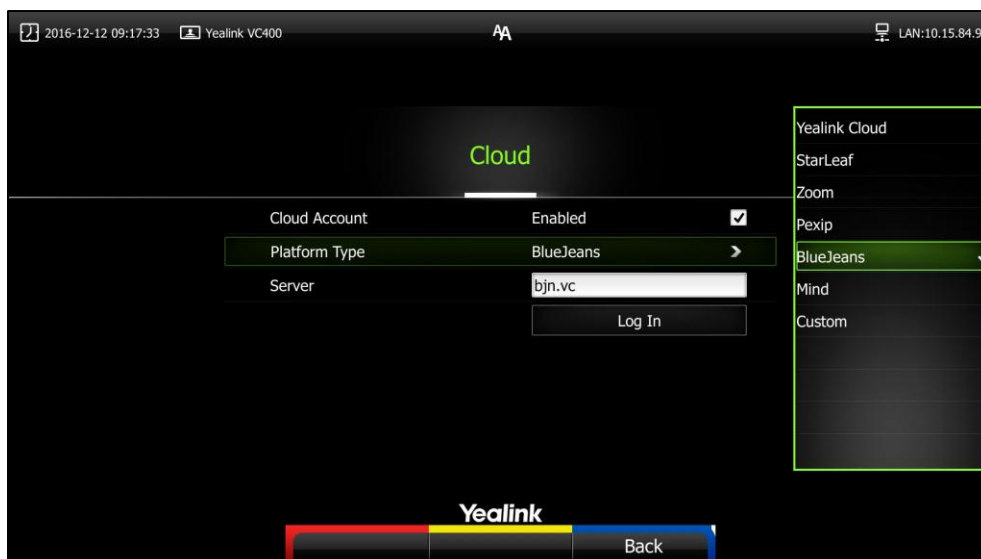 2016-12-12 09:17:33 Yealink VC400 AA LAN:10.15.84.9
Cloud
Cloud Account Enabled
Platform Type BlueJeans
Server bjn.vc
Log In
Yealink Cloud
StarLeaf
Zoom
Pexip
BlueJeans
Mind
Custom
Yealink
Back